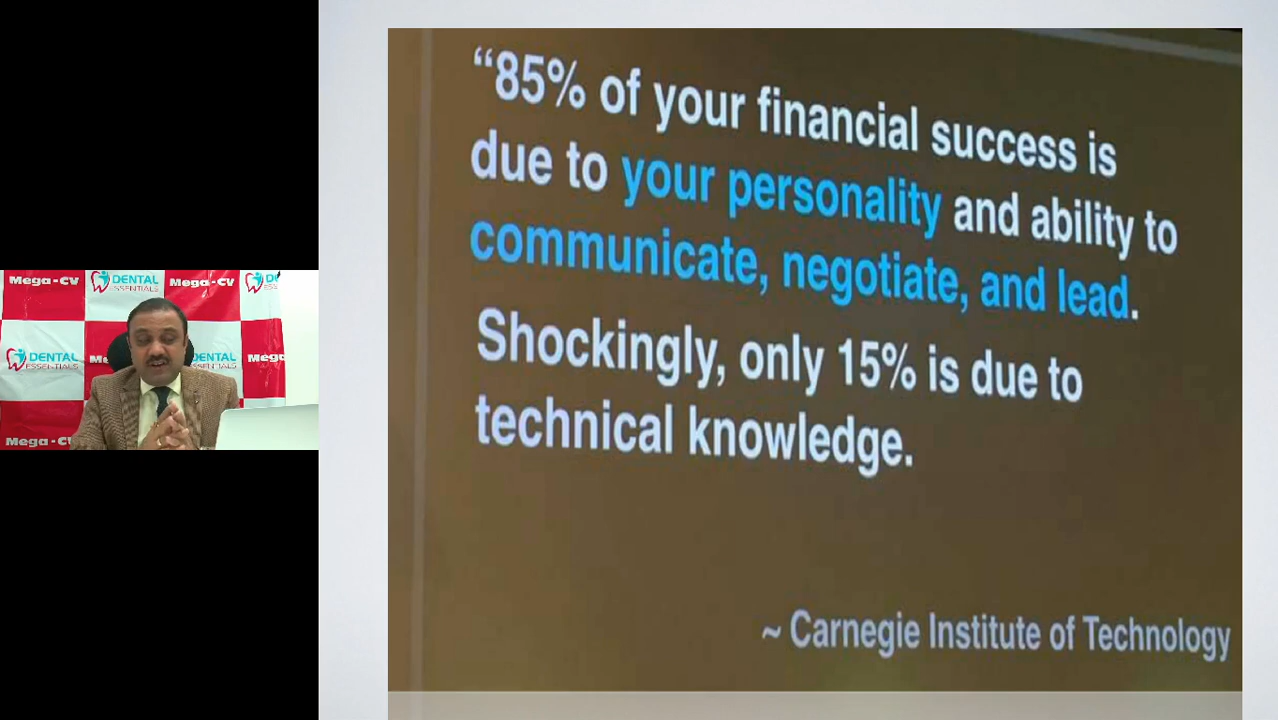 “85% of your financial success is
due to your personality and ability to
communicate, negotiate, and lead.
Shockingly, only 15% is due to
technical knowledge.
~ Carnegie Institute of Technology
Mega-CV DENTAL ESSENTIALS Mega-CV
DENTAL ESSENTIALS DENTAL ESSENTIALS Mega
Mega-CV